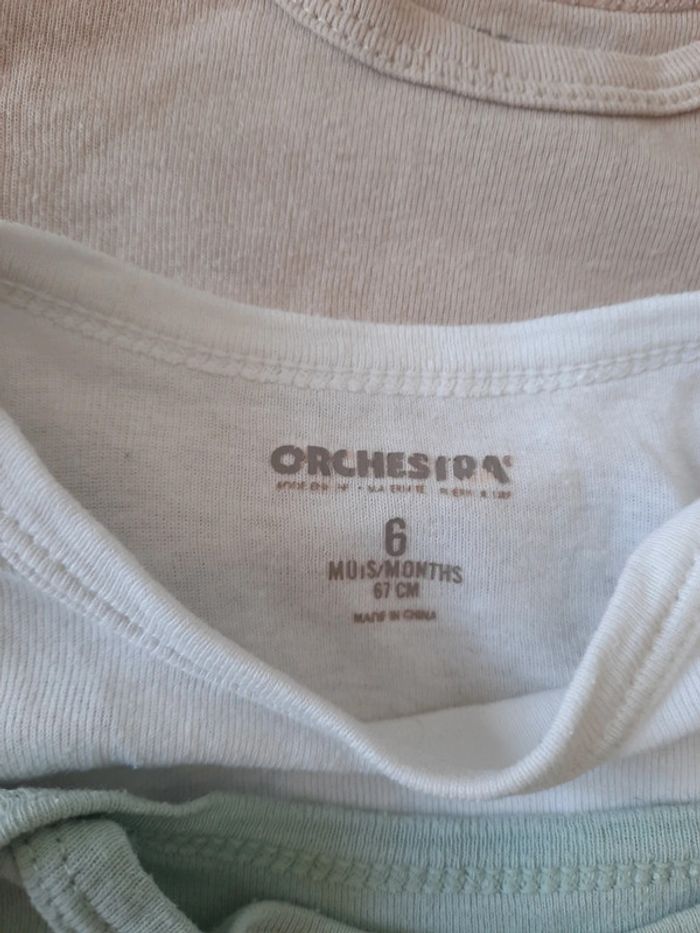 ORCHESTRA
6
MOIS/MONTHS
67 CM
MADE IN CHINA